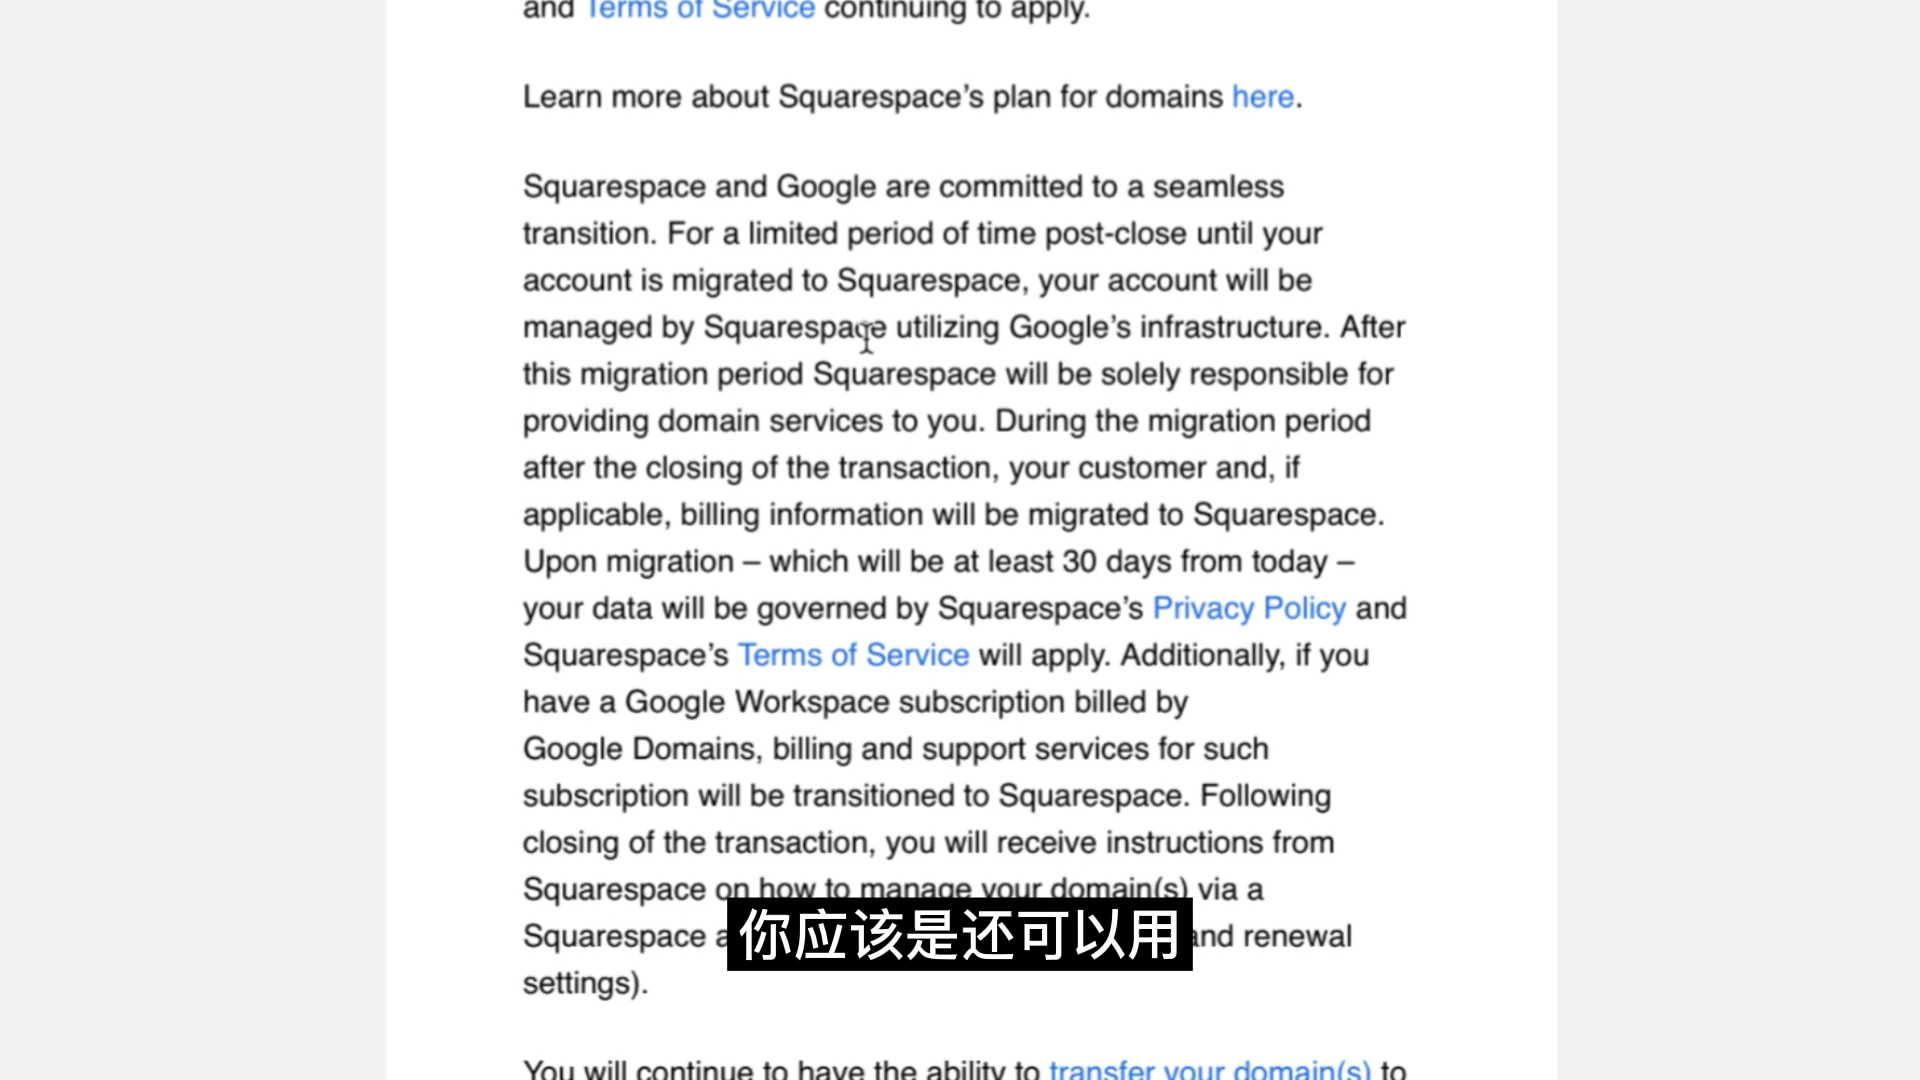 and Terms of Service continuing to apply.
Learn more about Squarespace’s plan for domains here.
Squarespace and Google are committed to a seamless
transition. For a limited period of time post-close until your
account is migrated to Squarespace, your account will be
managed by Squarespace utilizing Google’s infrastructure. After
this migration period Squarespace will be solely responsible for
providing domain services to you. During the migration period
after the closing of the transaction, your customer and, if
applicable, billing information will be migrated to Squarespace.
Upon migration – which will be at least 30 days from today –
your data will be governed by Squarespace’s Privacy Policy and
Squarespace’s Terms of Service will apply. Additionally, if you
have a Google Workspace subscription billed by
Google Domains, billing and support services for such
subscription will be transitioned to Squarespace. Following
closing of the transaction, you will receive instructions from
Squarespace on how to manage your domain(s) via a
Squarespace and renewal
settings).
You will continue to have the ability to transfer your domain(s) to
你应该是还可以用